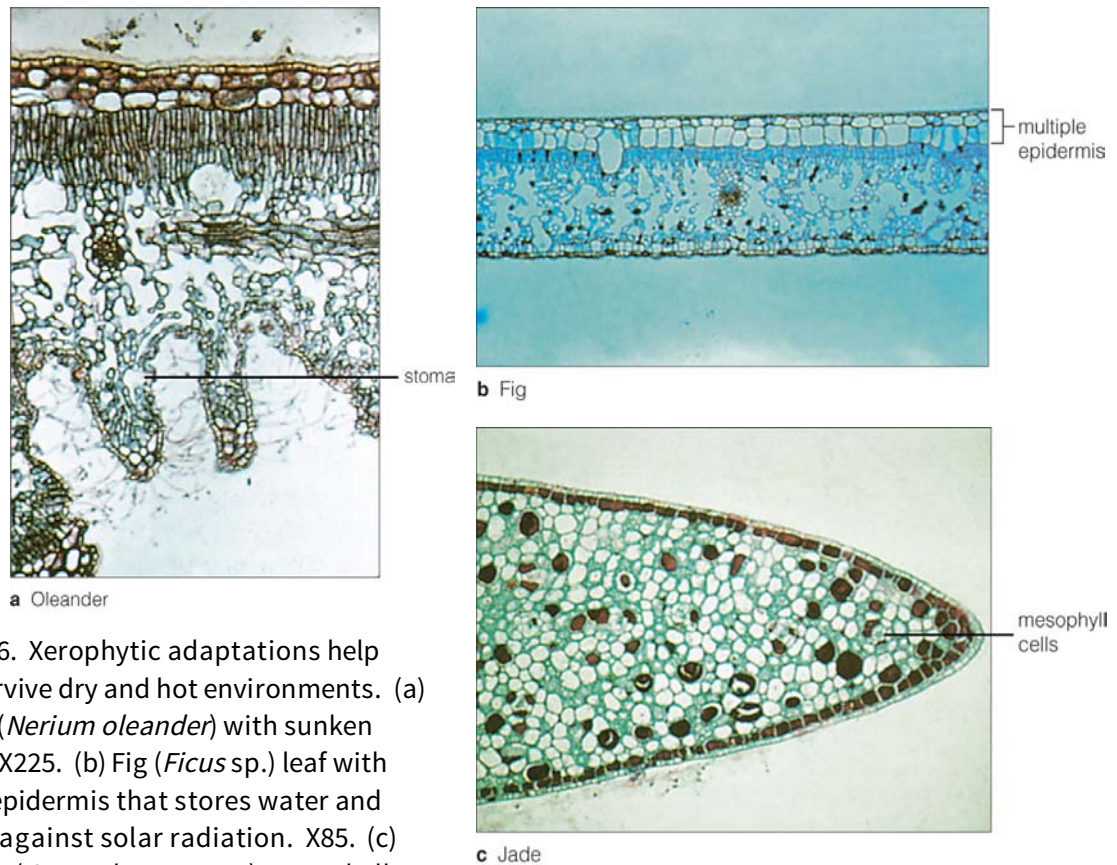 stoma
a Oleander
multiple
epidermis
b Fig
mesophyll
cells
c Jade
6. Xerophytic adaptations help
rvive dry and hot environments. (a)
(Nerium oleander) with sunken
X225. (b) Fig (Ficus sp.) leaf with
epidermis that stores water and
against solar radiation. X85. (c)